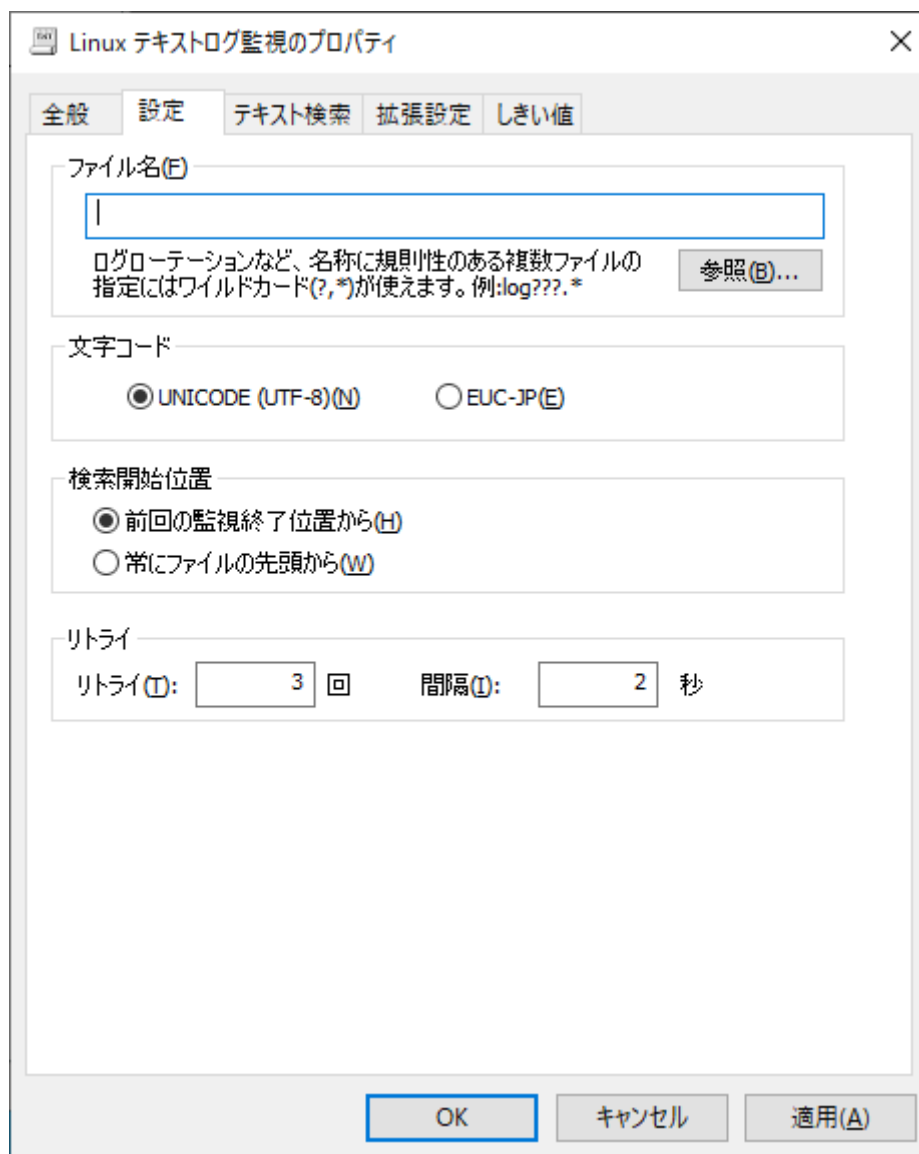 Linux テキストログ監視のプロパティ
全般 設定 テキスト検索 拡張設定 しきい値
ファイル名(F)
ログローテーションなど、名称に規則性のある複数ファイルの
指定にはワイルドカード(?,*)が使えます。例:log???.*
参照(B)...
文字コード
UNICODE (UTF-8)(N) EUC-JP(E)
検索開始位置
前回の監視終了位置から(H)
常にファイルの先頭から(W)
リトライ
リトライ(T): 3 回 間隔(I): 2 秒
OK キャンセル 適用(A)